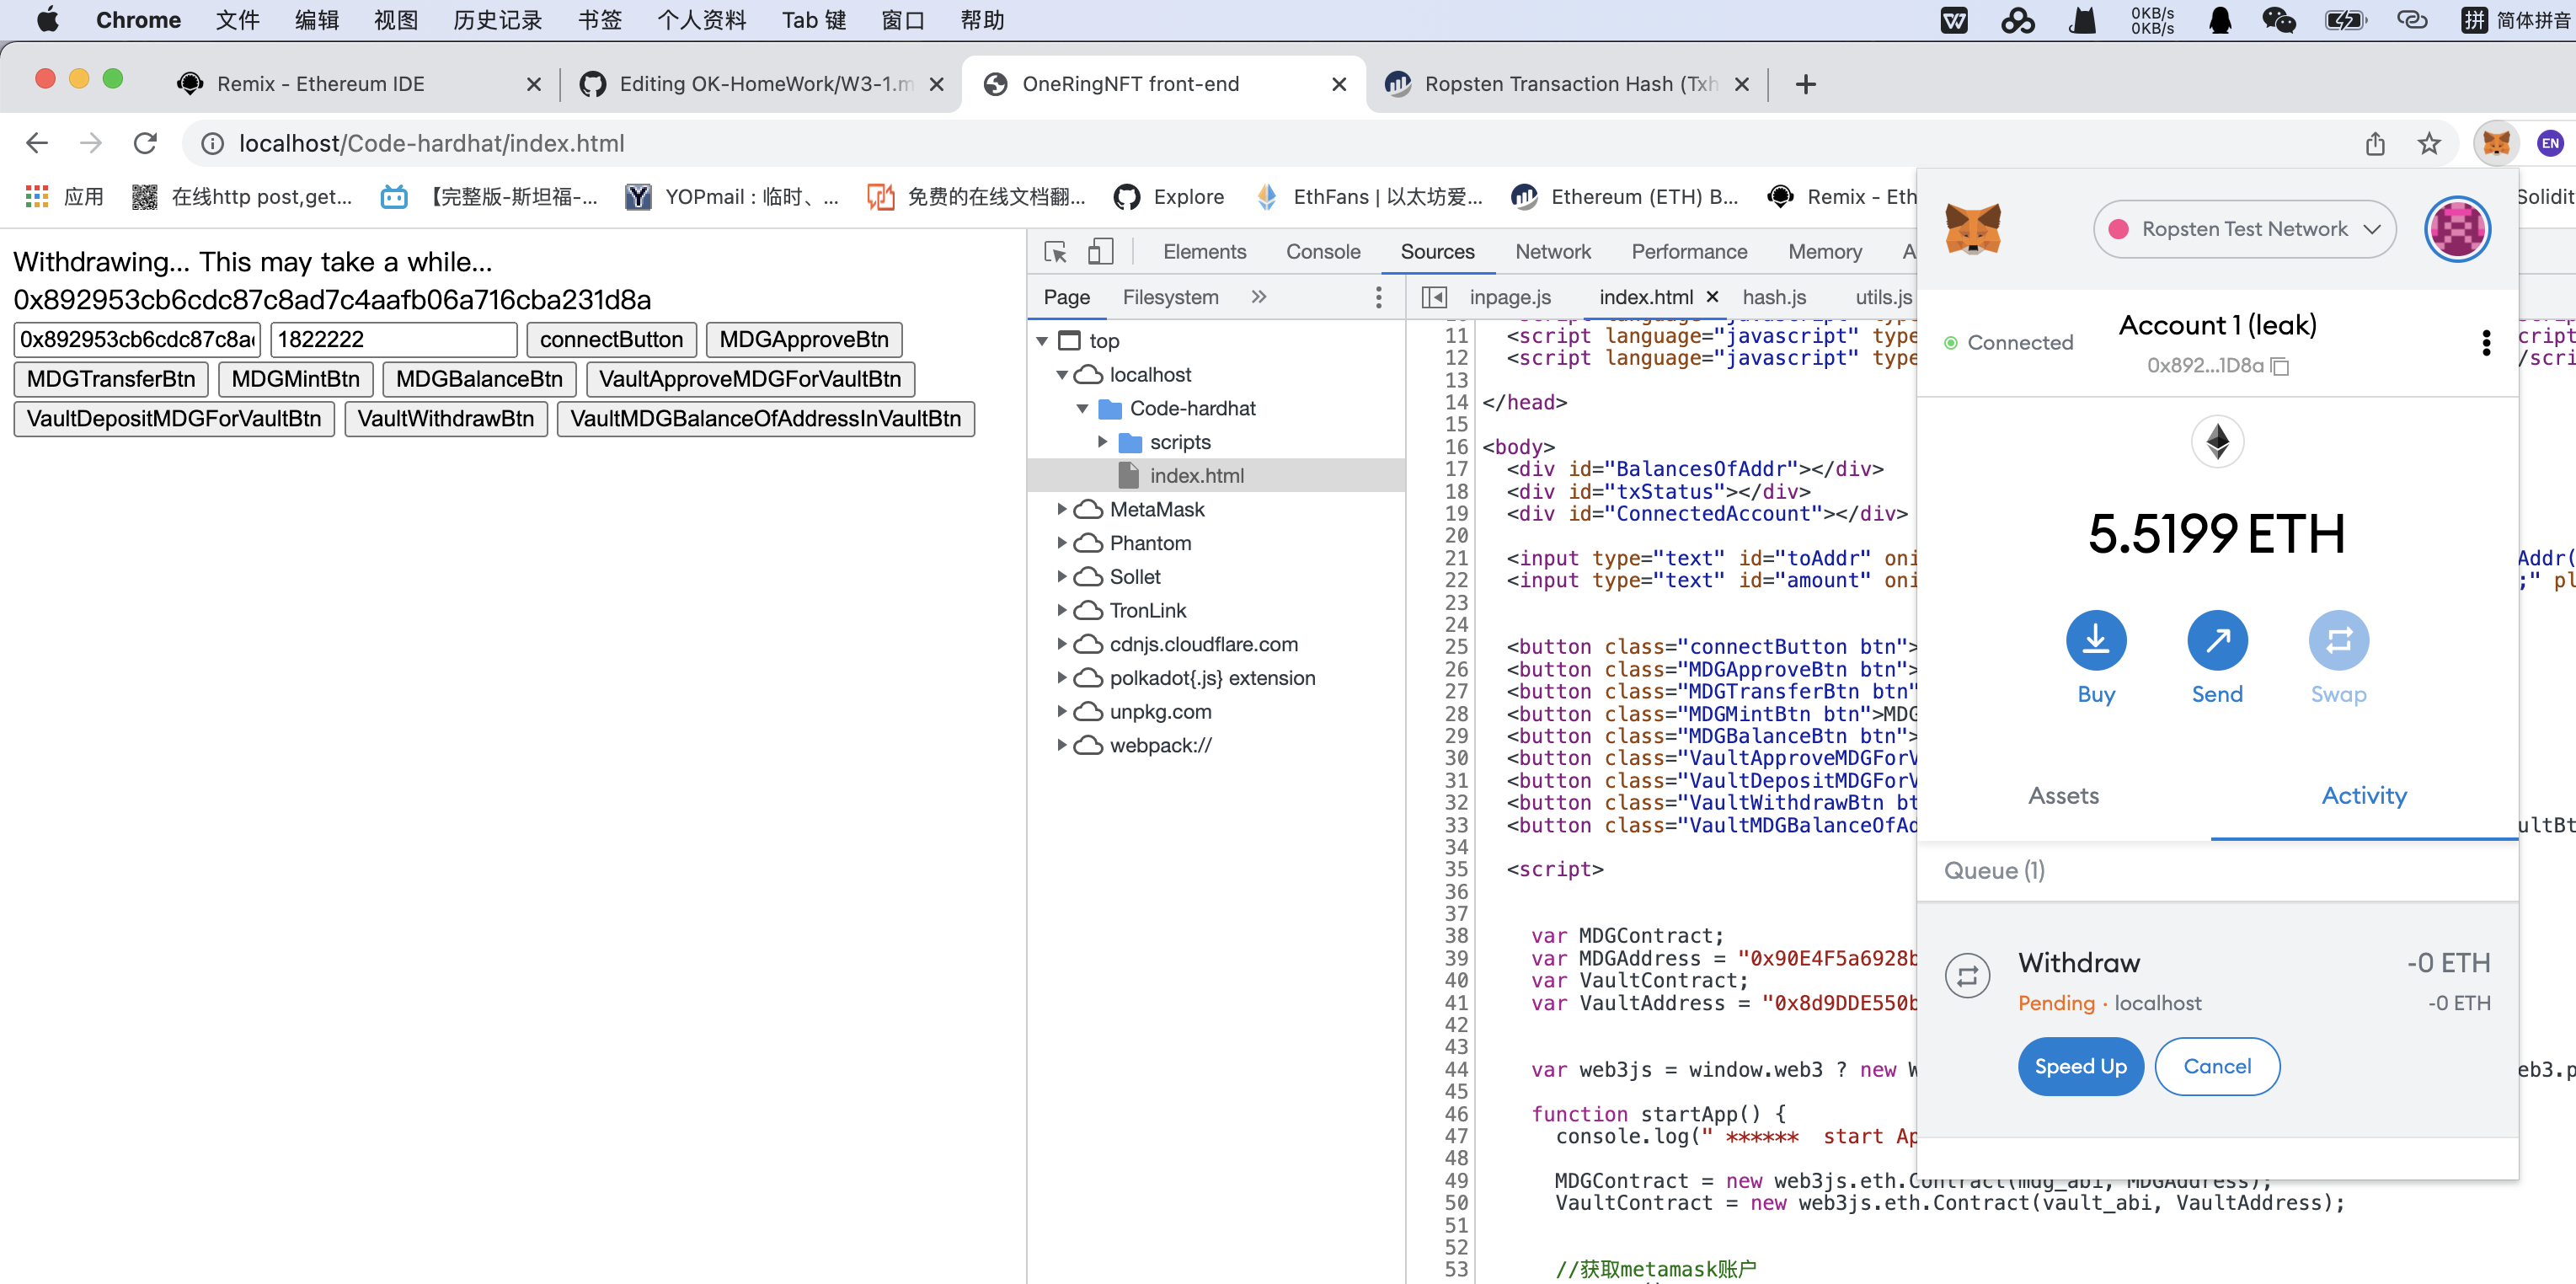 Chrome 文件 编辑 视图 历史记录 书签 个人资料 Tab 键 窗口 帮助 0KB/s 0KB/s 拼 简体拼音
Remix - Ethereum IDE
Editing OK-HomeWork/W3-1.m
OneRingNFT front-end
Ropsten Transaction Hash (Txh
localhost/Code-hardhat/index.html
EN
应用 在线http post,get... 【完整版-斯坦福-... YOPmail : 临时、... 免费的在线文档翻... Explore EthFans | 以太坊爱... Ethereum (ETH) B... Remix - Eth Solidit
Withdrawing... This may take a while...
0x892953cb6cdc87c8ad7c4aafb06a716cba231d8a
0x892953cb6cdc87c8a 1822222 connectButton MDGApproveBtn
MDGTransferBtn MDGMintBtn MDGBalanceBtn VaultApproveMDGForVaultBtn
VaultDepositMDGForVaultBtn VaultWithdrawBtn VaultMDGBalanceOfAddressInVaultBtn
Elements Console Sources Network Performance Memory A
Page Filesystem
top
localhost
Code-hardhat
scripts
index.html
MetaMask
Phantom
Sollet
TronLink
cdnjs.cloudflare.com
polkadot{.js} extension
unpkg.com
webpack://
inpage.js index.html hash.js utils.js
11 <script language="javascript" type cript
12 <script language="javascript" type /scri
13
14 </head>
15
16 <body>
17 <div id="BalancesOfAddr"></div>
18 <div id="txStatus"></div>
19 <div id="ConnectedAccount"></div>
20
21 <input type="text" id="toAddr" oni Addr(
22 <input type="text" id="amount" oni ;" pl
23
24
25 <button class="connectButton btn">
26 <button class="MDGApproveBtn btn">
27 <button class="MDGTransferBtn btn"
28 <button class="MDGMintBtn btn">MDG
29 <button class="MDGBalanceBtn btn">
30 <button class="VaultApproveMDGForV
31 <button class="VaultDepositMDGForV
32 <button class="VaultWithdrawBtn bt
33 <button class="VaultMDGBalanceOfAd ultBt
34
35 <script>
36
37
38 var MDGContract;
39 var MDGAddress = "0x90E4F5a6928b
40 var VaultContract;
41 var VaultAddress = "0x8d9DDE550b
42
43
44 var web3js = window.web3 ? new W eb3.p
45
46 function startApp() {
47 console.log(" ****** start Ap
48
49 MDGContract = new web3js.eth.Contract(mdg_abi, MDGAddress);
50 VaultContract = new web3js.eth.Contract(vault_abi, VaultAddress);
51
52
53 //获取metamask账户
Ropsten Test Network
Connected
Account 1 (leak)
0x892...1D8a
5.5199 ETH
Buy Send Swap
Assets Activity
Queue (1)
Withdraw -0 ETH
Pending · localhost -0 ETH
Speed Up Cancel